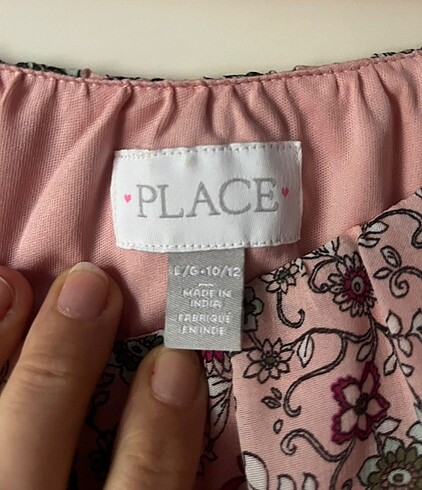 PLACE
L/G•10/12
MADE IN
INDIA
FABRIQUÉ
EN INDE